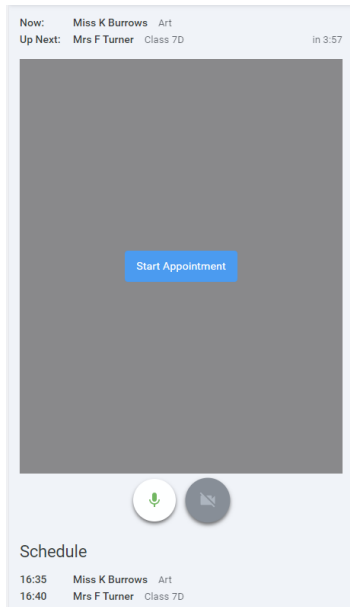 Now: Miss K Burrows Art
Up Next: Mrs F Turner Class 7D in 3:57
Start Appointment
Schedule
16:35 Miss K Burrows Art
16:40 Mrs F Turner Class 7D